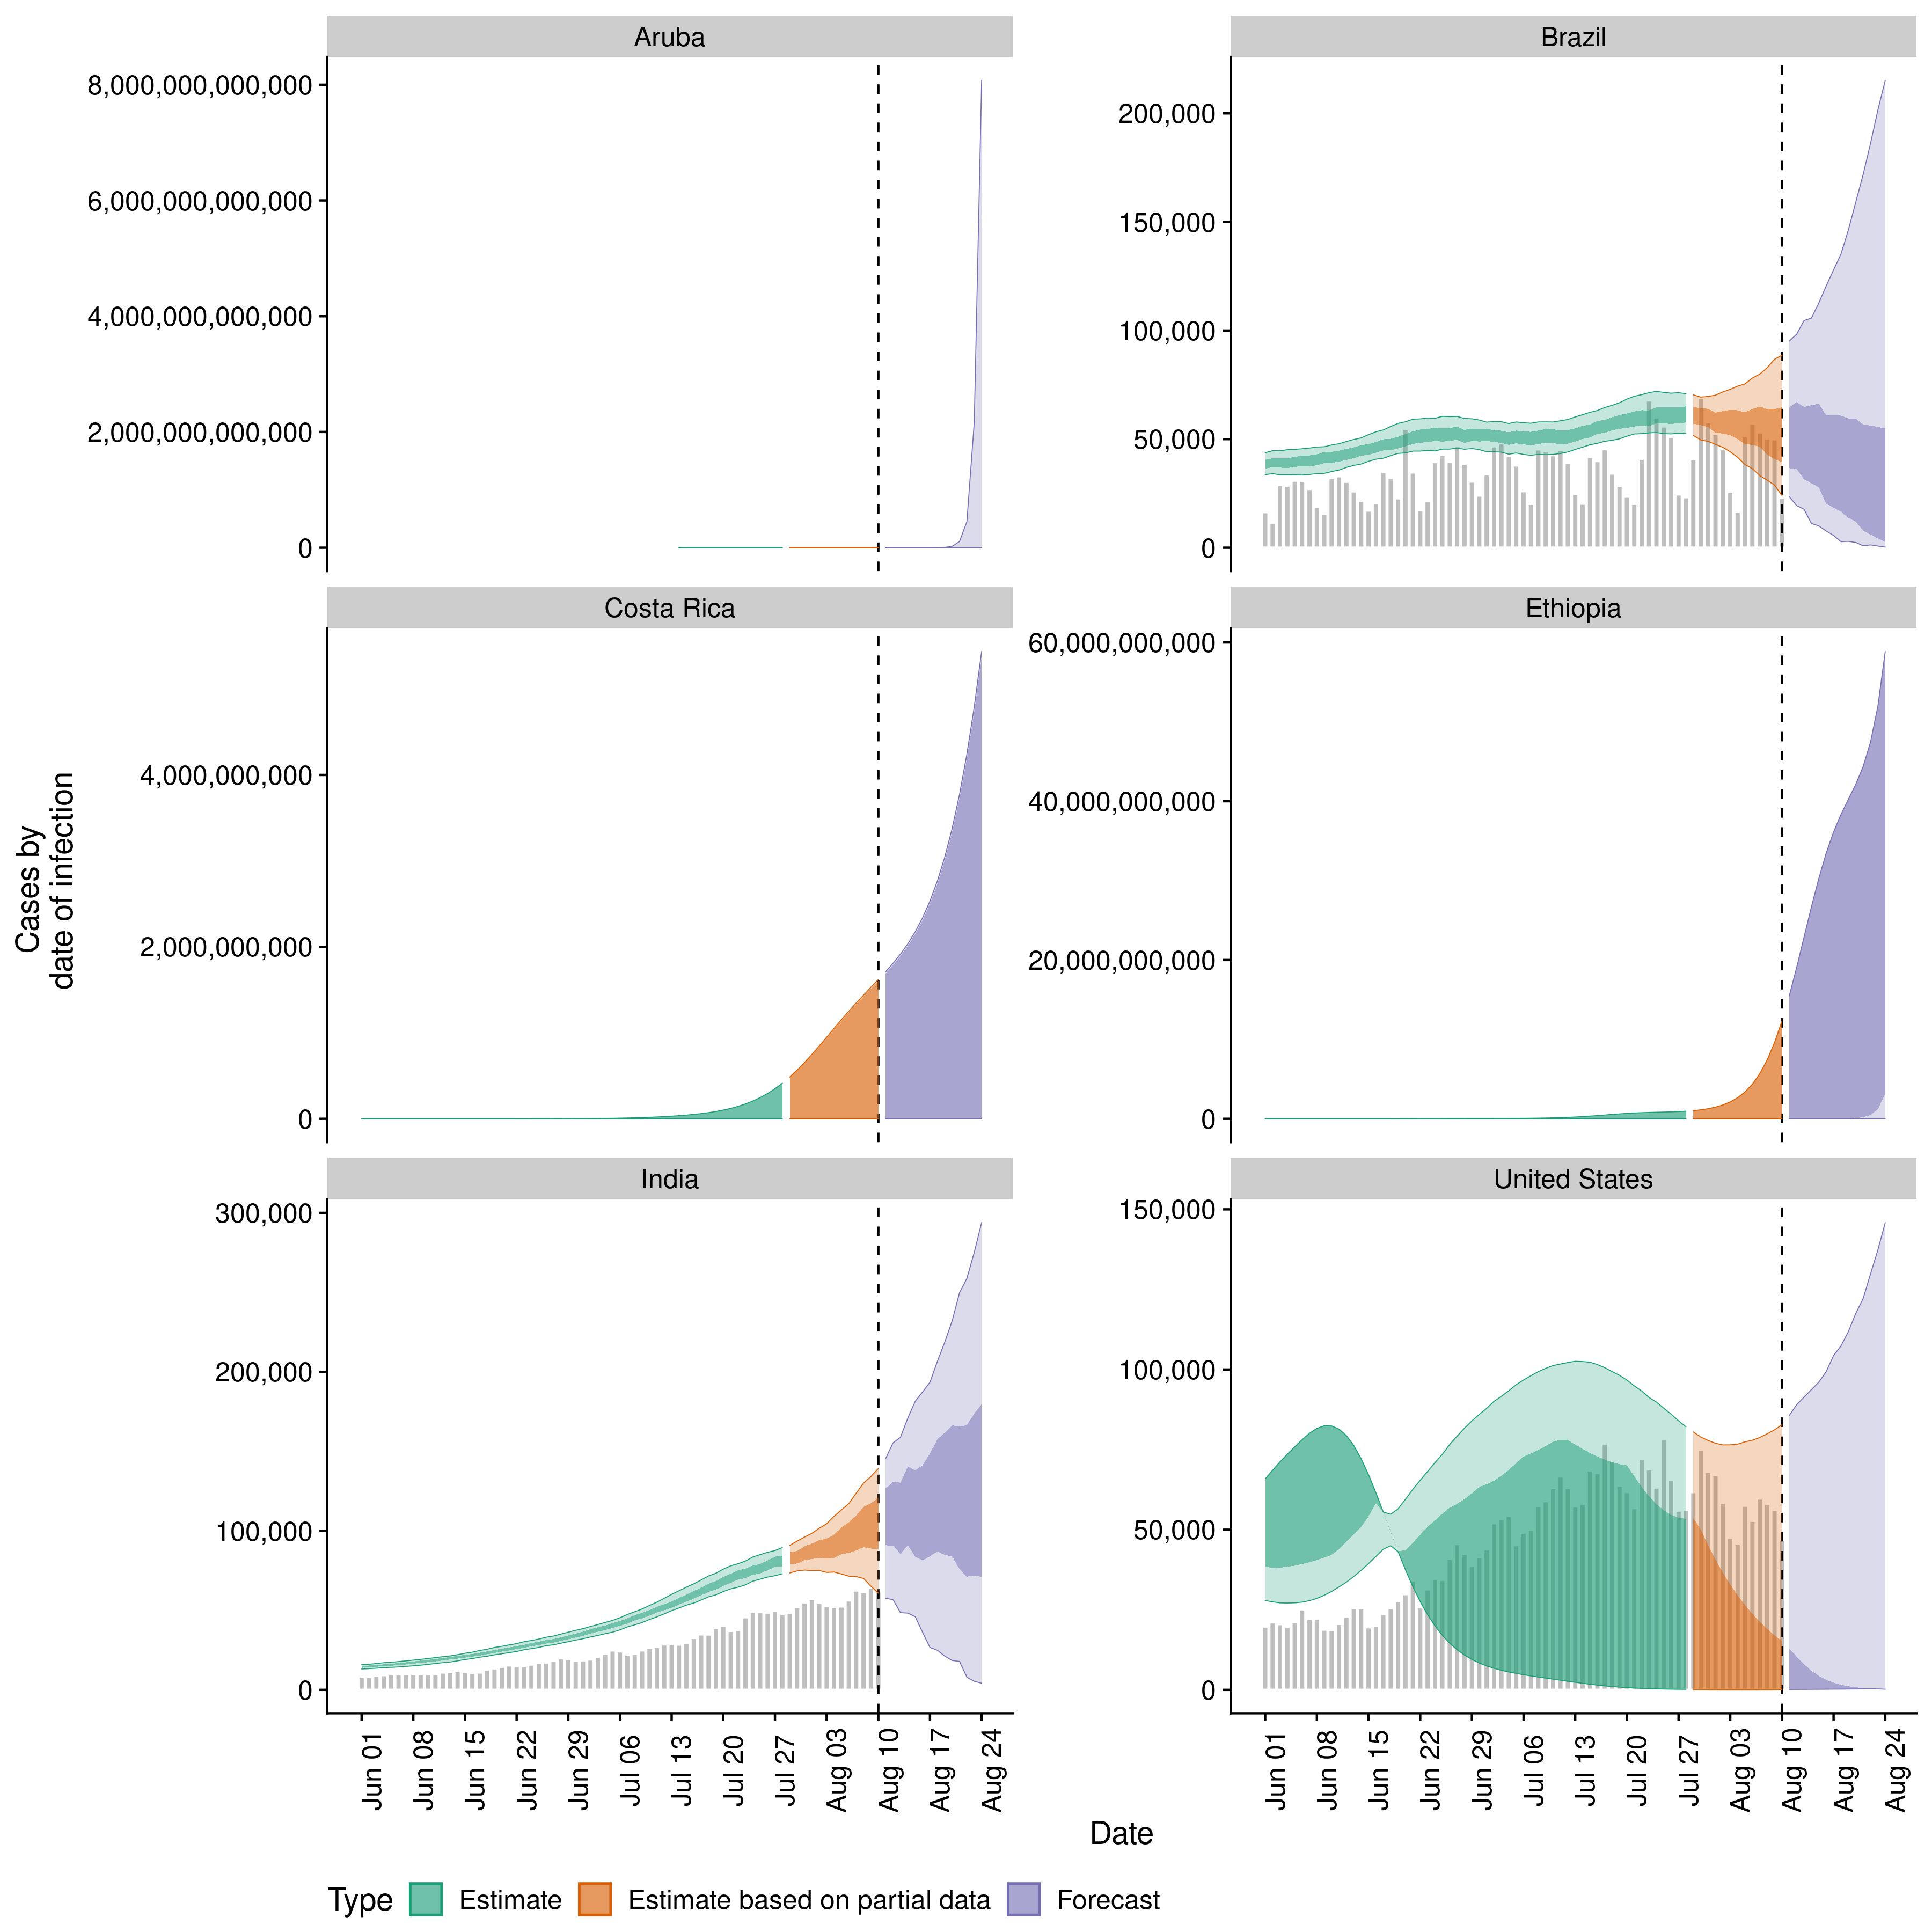 Aruba
8,000,000,000,000
6,000,000,000,000
4,000,000,000,000
2,000,000,000,000
0
Brazil
200,000
150,000
100,000
50,000
0
Costa Rica
4,000,000,000
2,000,000,000
0
Ethiopia
60,000,000,000
40,000,000,000
20,000,000,000
0
India
300,000
200,000
100,000
0
United States
150,000
100,000
50,000
0
Cases by
date of infection
Jun 01
Jun 08
Jun 15
Jun 22
Jun 29
Jul 06
Jul 13
Jul 20
Jul 27
Aug 03
Aug 10
Aug 17
Aug 24
Jun 01
Jun 08
Jun 15
Jun 22
Jun 29
Jul 06
Jul 13
Jul 20
Jul 27
Aug 03
Aug 10
Aug 17
Aug 24
Date
Type Estimate Estimate based on partial data Forecast